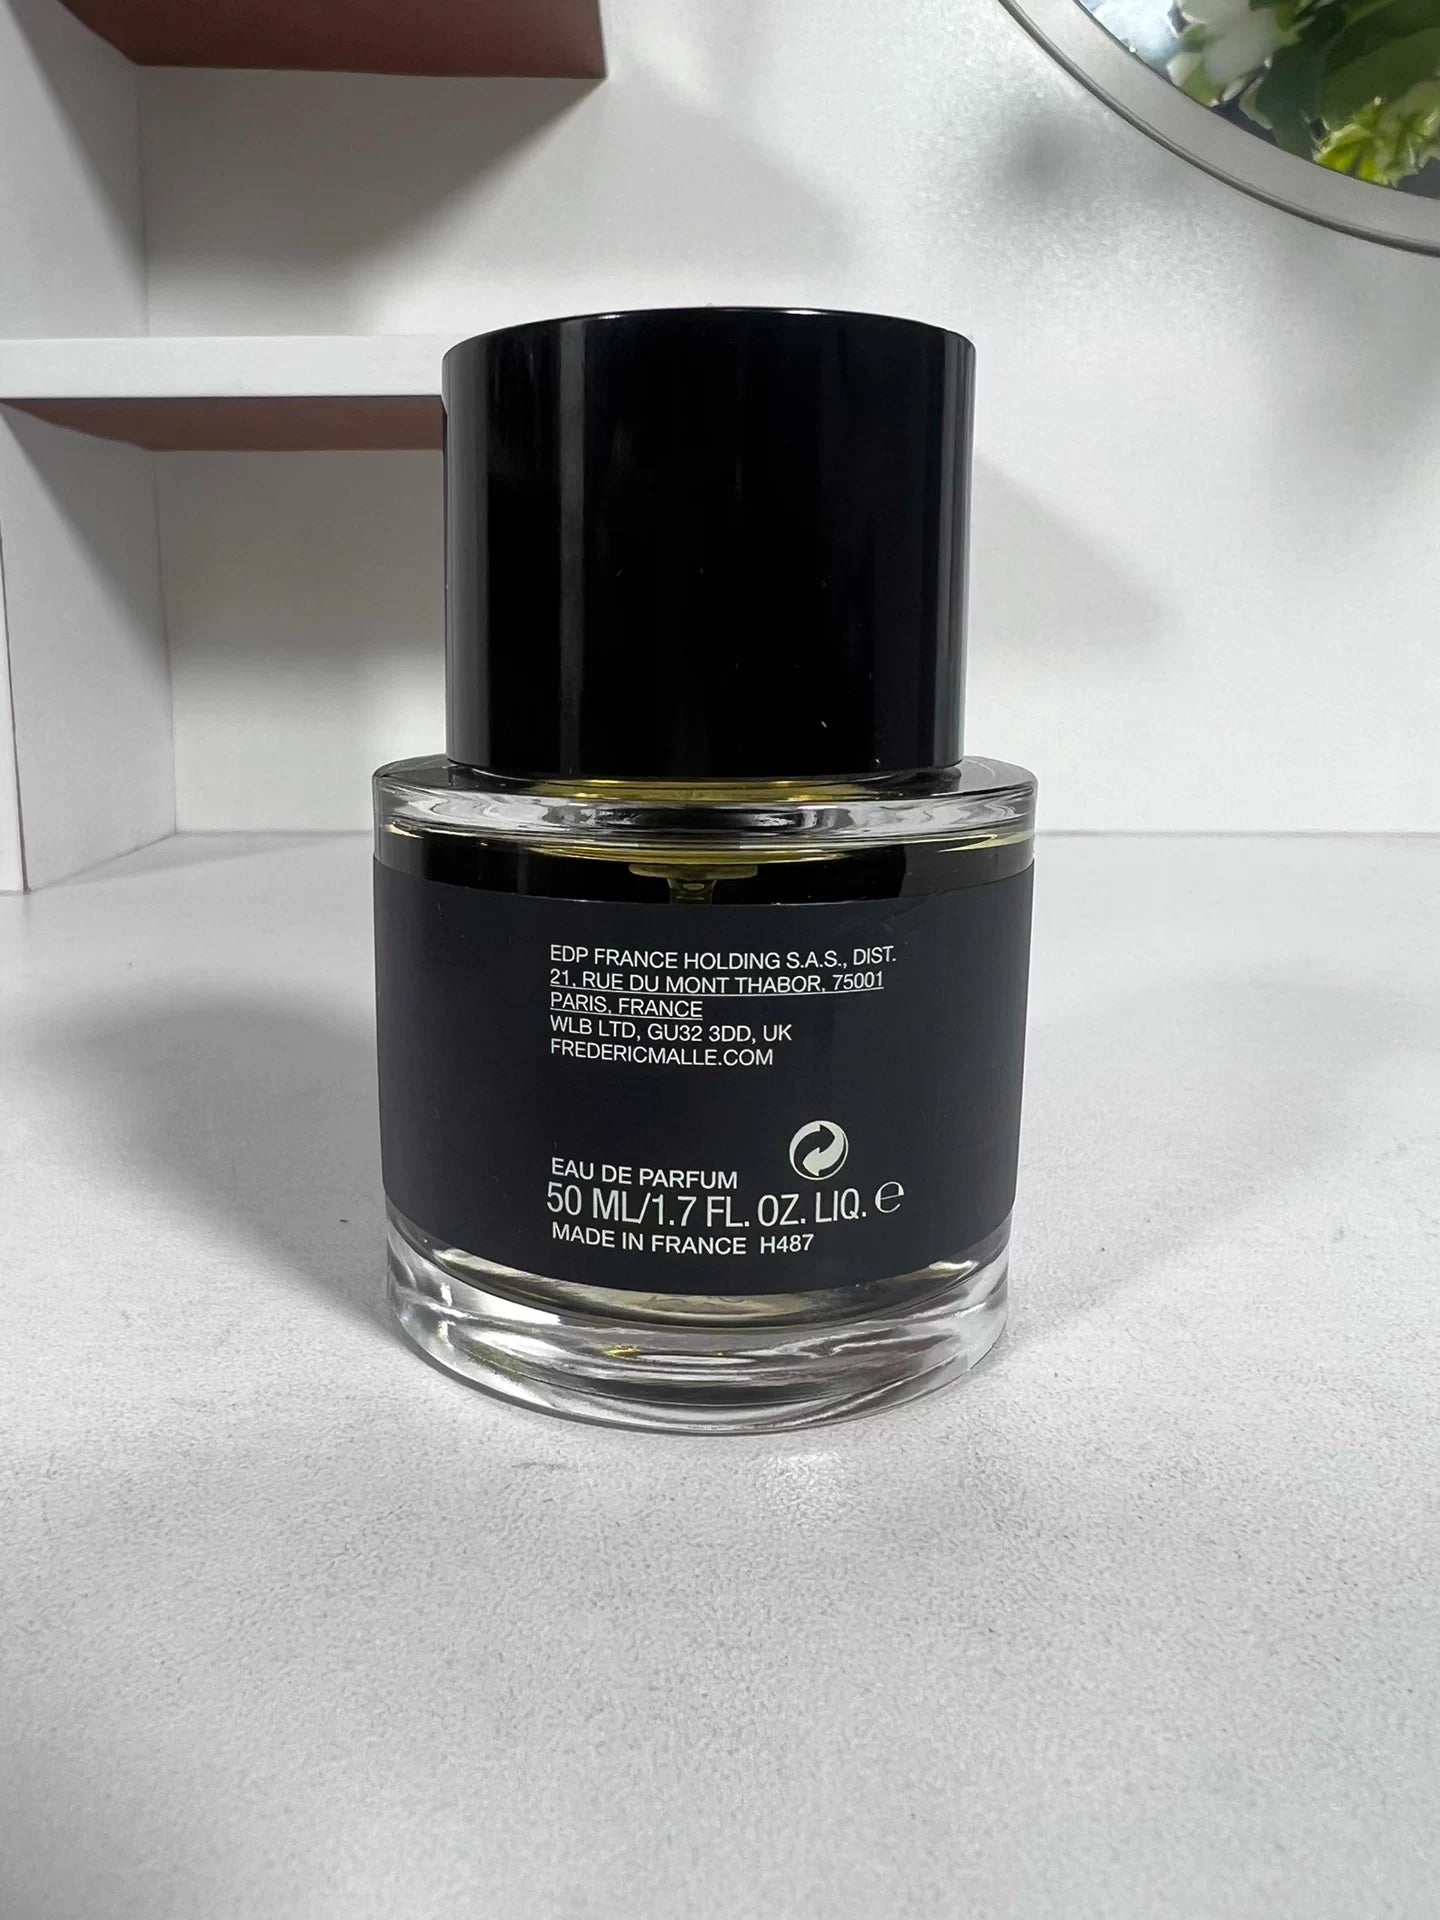 EDP FRANCE HOLDING S.A.S., DIST.
21, RUE DU MONT THABOR, 75001
PARIS, FRANCE
WLB LTD, GU32 3DD, UK
FREDERICMALLE.COM
EAU DE PARFUM
50 ML/1.7 FL. OZ. LIQ. ℮
MADE IN FRANCE H487